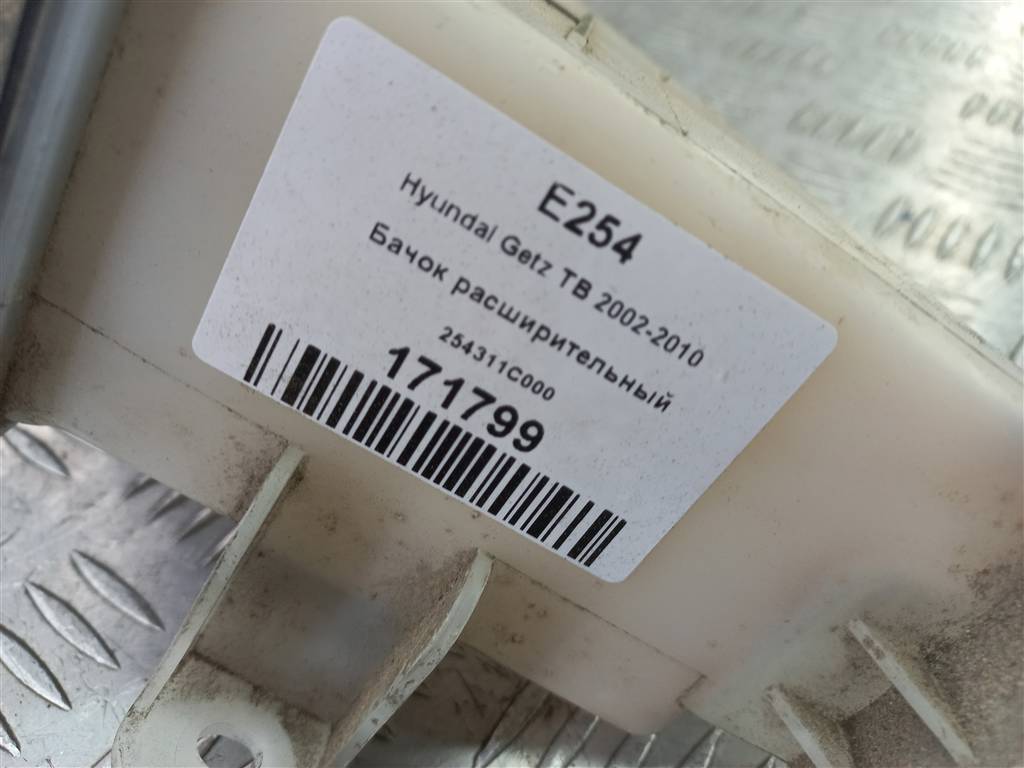 E254
Hyundai Getz TB 2002-2010
Бачок расширительный
254311C000
171799